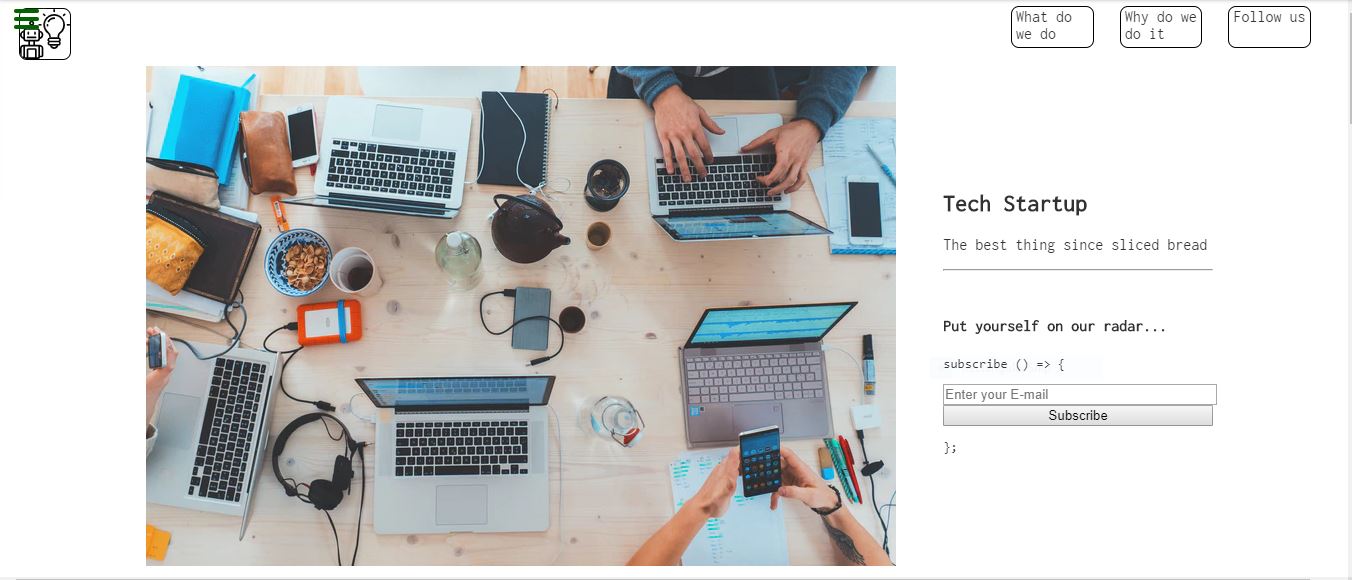 What do
we do
Why do we
do it
Follow us
Tech Startup
The best thing since sliced bread
Put yourself on our radar...
subscribe () => {
Enter your E-mail
Subscribe
};